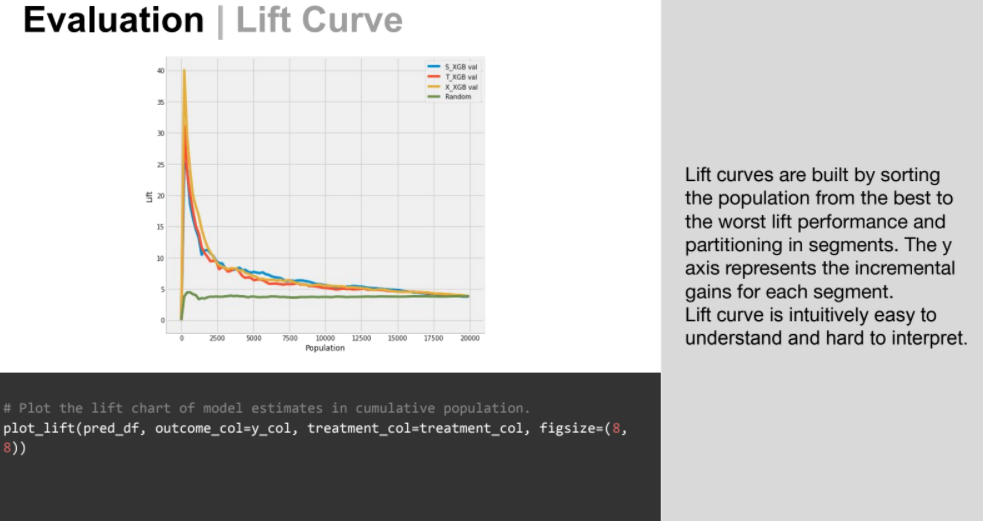 Evaluation | Lift Curve
40
35
30
25
20
15
10
5
0
Lift
S_XGB val
T_XGB val
X_XGB val
Random
0 2500 5000 7500 10000 12500 15000 17500 20000
Population
Lift curves are built by sorting
the population from the best to
the worst lift performance and
partitioning in segments. The y
axis represents the incremental
gains for each segment.
Lift curve is intuitively easy to
understand and hard to interpret.
# Plot the lift chart of model estimates in cumulative population.
plot_lift(pred_df, outcome_col=y_col, treatment_col=treatment_col, figsize=(8,
8))